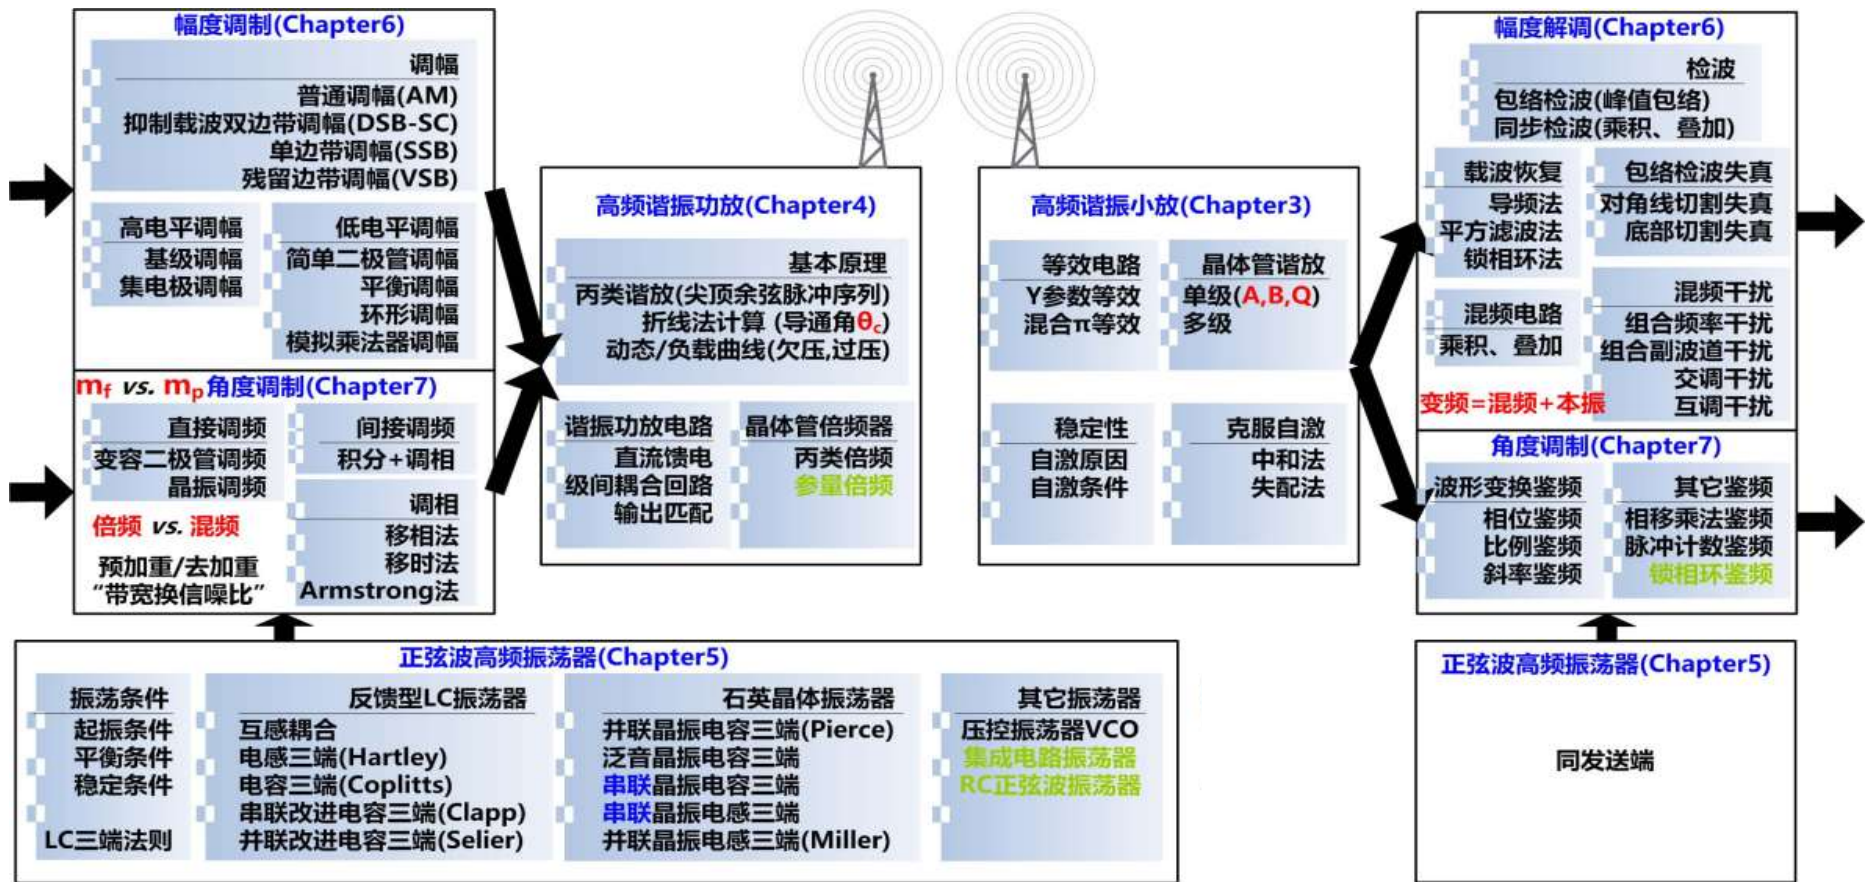 幅度调制(Chapter6)
调幅
普通调幅(AM)
抑制载波双边带调幅(DSB-SC)
单边带调幅(SSB)
残留边带调幅(VSB)
高电平调幅
基级调幅
集电极调幅
低电平调幅
简单二极管调幅
平衡调幅
环形调幅
模拟乘法器调幅
mf vs. mp角度调制(Chapter7)
直接调频
变容二极管调频
晶振调频
间接调频
积分+调相
调相
移相法
移时法
Armstrong法
倍频 vs. 混频
预加重/去加重
“带宽换信噪比”
高频谐振功放(Chapter4)
基本原理
丙类谐放(尖顶余弦脉冲序列)
折线法计算 (导通角θc)
动态/负载曲线(欠压,过压)
谐振功放电路
直流馈电
级间耦合回路
输出匹配
晶体管倍频器
丙类倍频
参量倍频
高频谐振小放(Chapter3)
等效电路
Y参数等效
混合π等效
晶体管谐放
单级(A,B,Q)
多级
稳定性
自激原因
自激条件
克服自激
中和法
失配法
幅度解调(Chapter6)
检波
包络检波(峰值包络)
同步检波(乘积、叠加)
载波恢复
导频法
平方滤波法
锁相环法
包络检波失真
对角线切割失真
底部切割失真
混频电路
乘积、叠加
混频干扰
组合频率干扰
组合副波道干扰
交调干扰
互调干扰
变频=混频+本振
角度调制(Chapter7)
波形变换鉴频
相位鉴频
比例鉴频
斜率鉴频
其它鉴频
相移乘法鉴频
脉冲计数鉴频
锁相环鉴频
正弦波高频振荡器(Chapter5)
振荡条件
起振条件
平衡条件
稳定条件
LC三端法则
反馈型LC振荡器
互感耦合
电感三端(Hartley)
电容三端(Coplitts)
串联改进电容三端(Clapp)
并联改进电容三端(Selier)
石英晶体振荡器
并联晶振电容三端(Pierce)
泛音晶振电容三端
串联晶振电容三端
串联晶振电感三端
并联晶振电感三端(Miller)
其它振荡器
压控振荡器VCO
集成电路振荡器
RC正弦波振荡器
正弦波高频振荡器(Chapter5)
同发送端